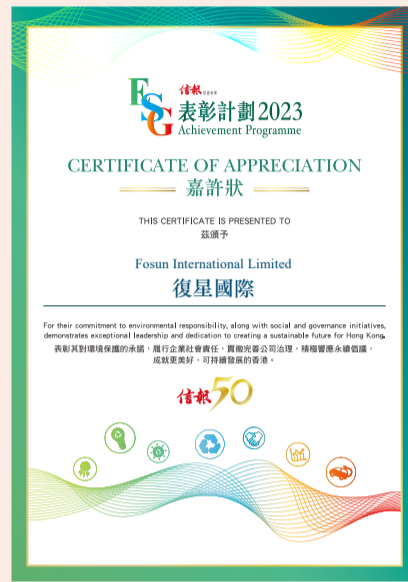 ESG
信報財經新聞
表彰計劃2023
Achievement Programme
CERTIFICATE OF APPRECIATION
嘉許狀
THIS CERTIFICATE IS PRESENTED TO
茲頒予
Fosun International Limited
復星國際
For their commitment to environmental responsibility, along with social and governance initiatives,
demonstrates exceptional leadership and dedication to creating a sustainable future for Hong Kong.
表彰其對環境保護的承諾，履行企業社會責任，貫徹完善公司治理，積極響應永續倡議，
成就更美好、可持續發展的香港。
信報50